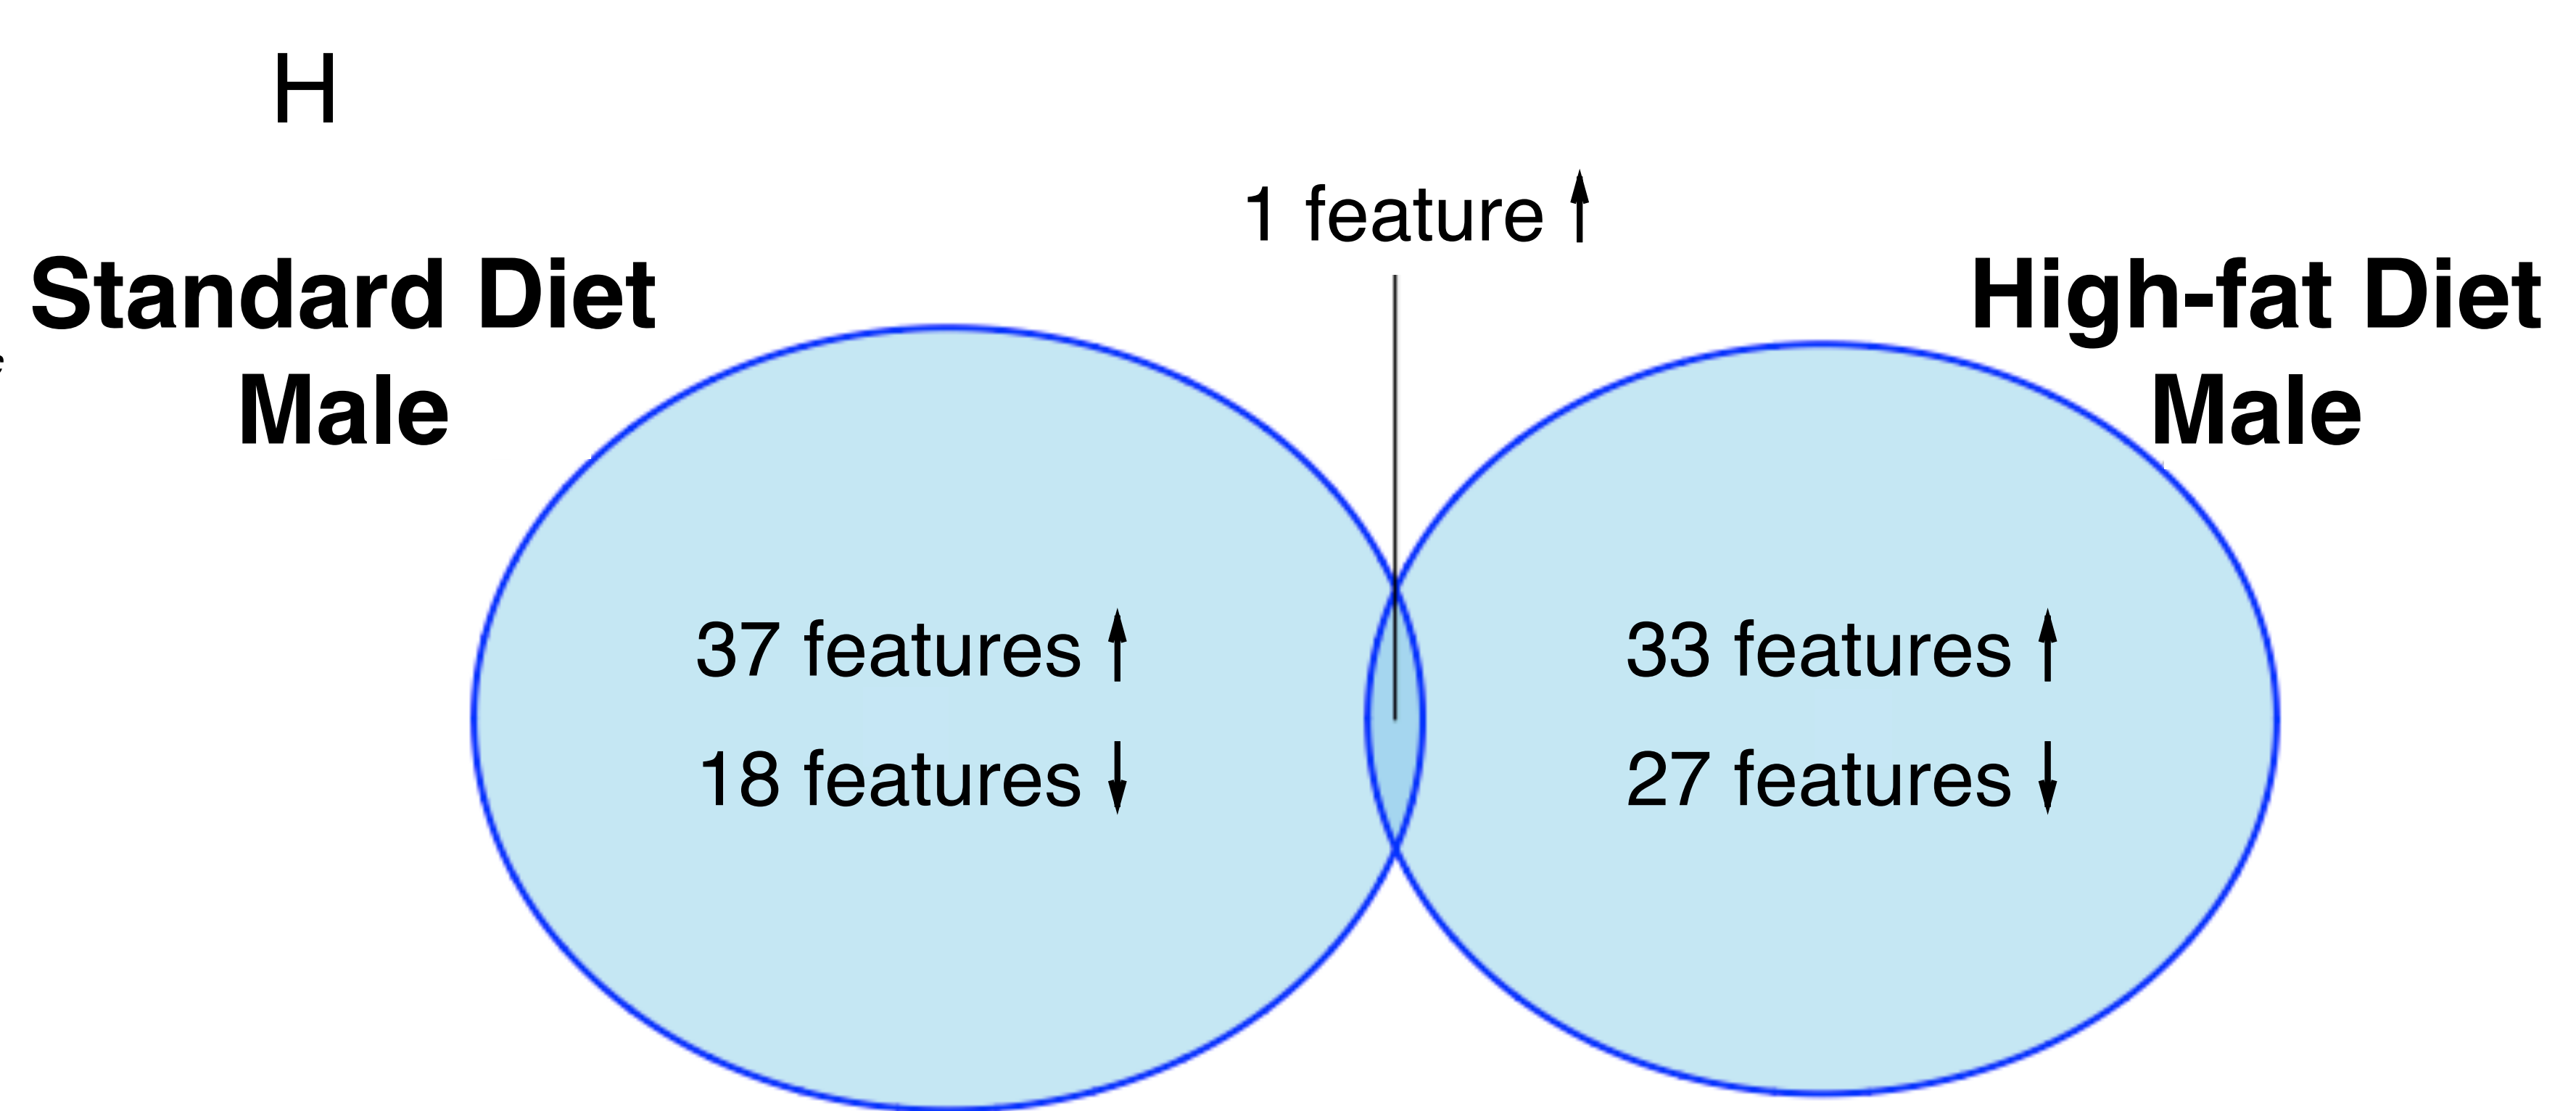 H
1 feature ↑
Standard Diet
Male
High-fat Diet
Male
37 features ↑
18 features ↓
33 features ↑
27 features ↓